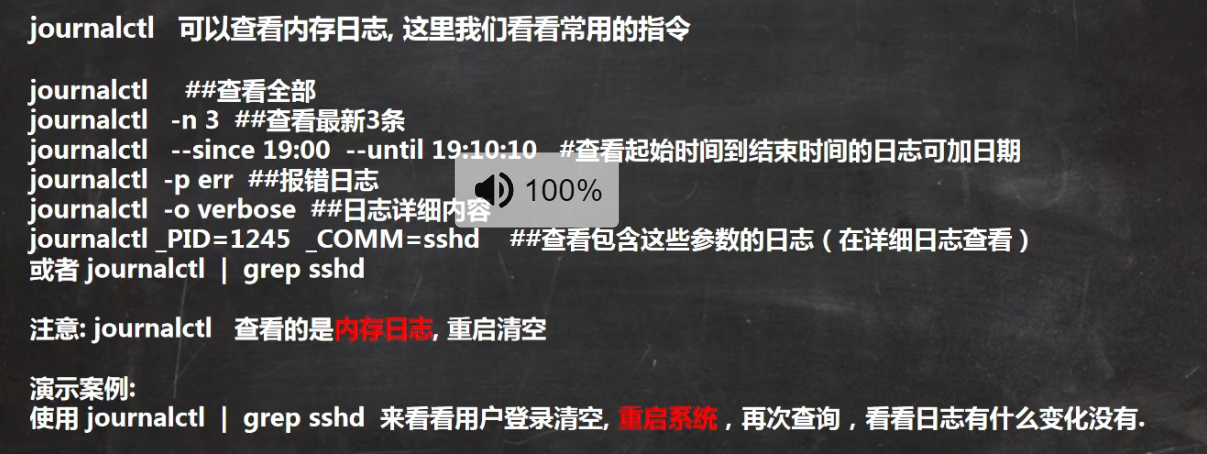 journalctl 可以查看内存日志, 这里我们看看常用的指令
journalctl ##查看全部
journalctl -n 3 ##查看最新3条
journalctl --since 19:00 --until 19:10:10 #查看起始时间到结束时间的日志可加日期
journalctl -p err ##报错日志
100%
journalctl -o verbose ##日志详细内容
journalctl _PID=1245 _COMM=sshd ##查看包含这些参数的日志（在详细日志查看）
或者 journalctl | grep sshd
注意: journalctl 查看的是内存日志, 重启清空
演示案例:
使用 journalctl | grep sshd 来看看用户登录清空, 重启系统，再次查询，看看日志有什么变化没有.